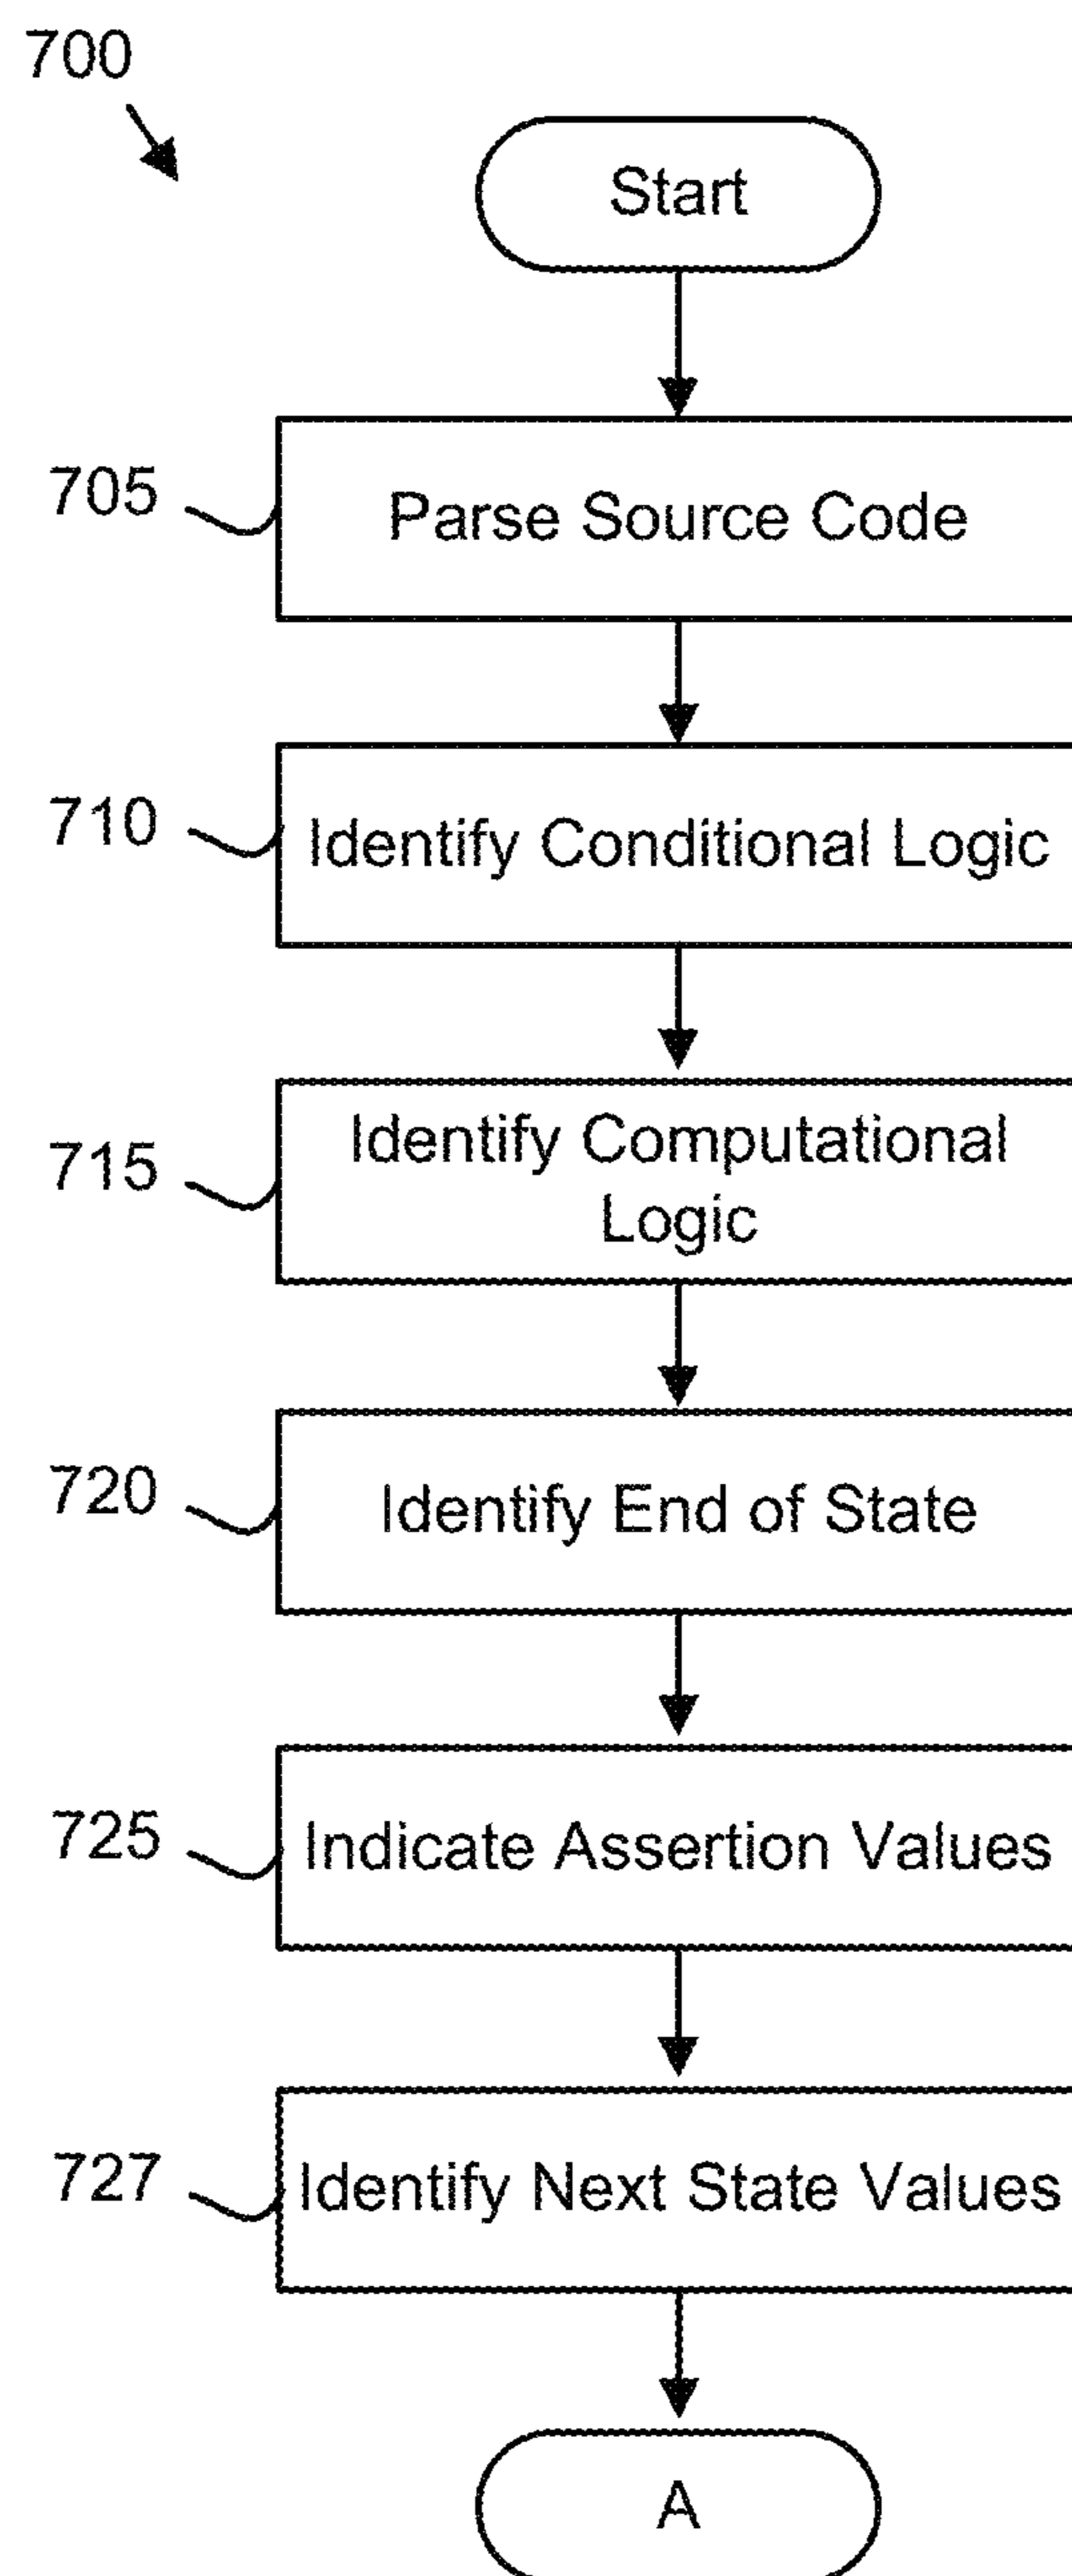 700
Start
705
Parse Source Code
710
Identify Conditional Logic
715
Identify Computational
Logic
720
Identify End of State
725
Indicate Assertion Values
727
Identify Next State Values
A